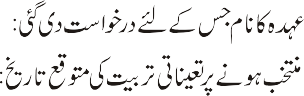 عہدہ کا نام جس کے لئے درخواست دی گئی:
منتخب ہونے پر تعیناتی تربیت کی متوقع تاریخ: